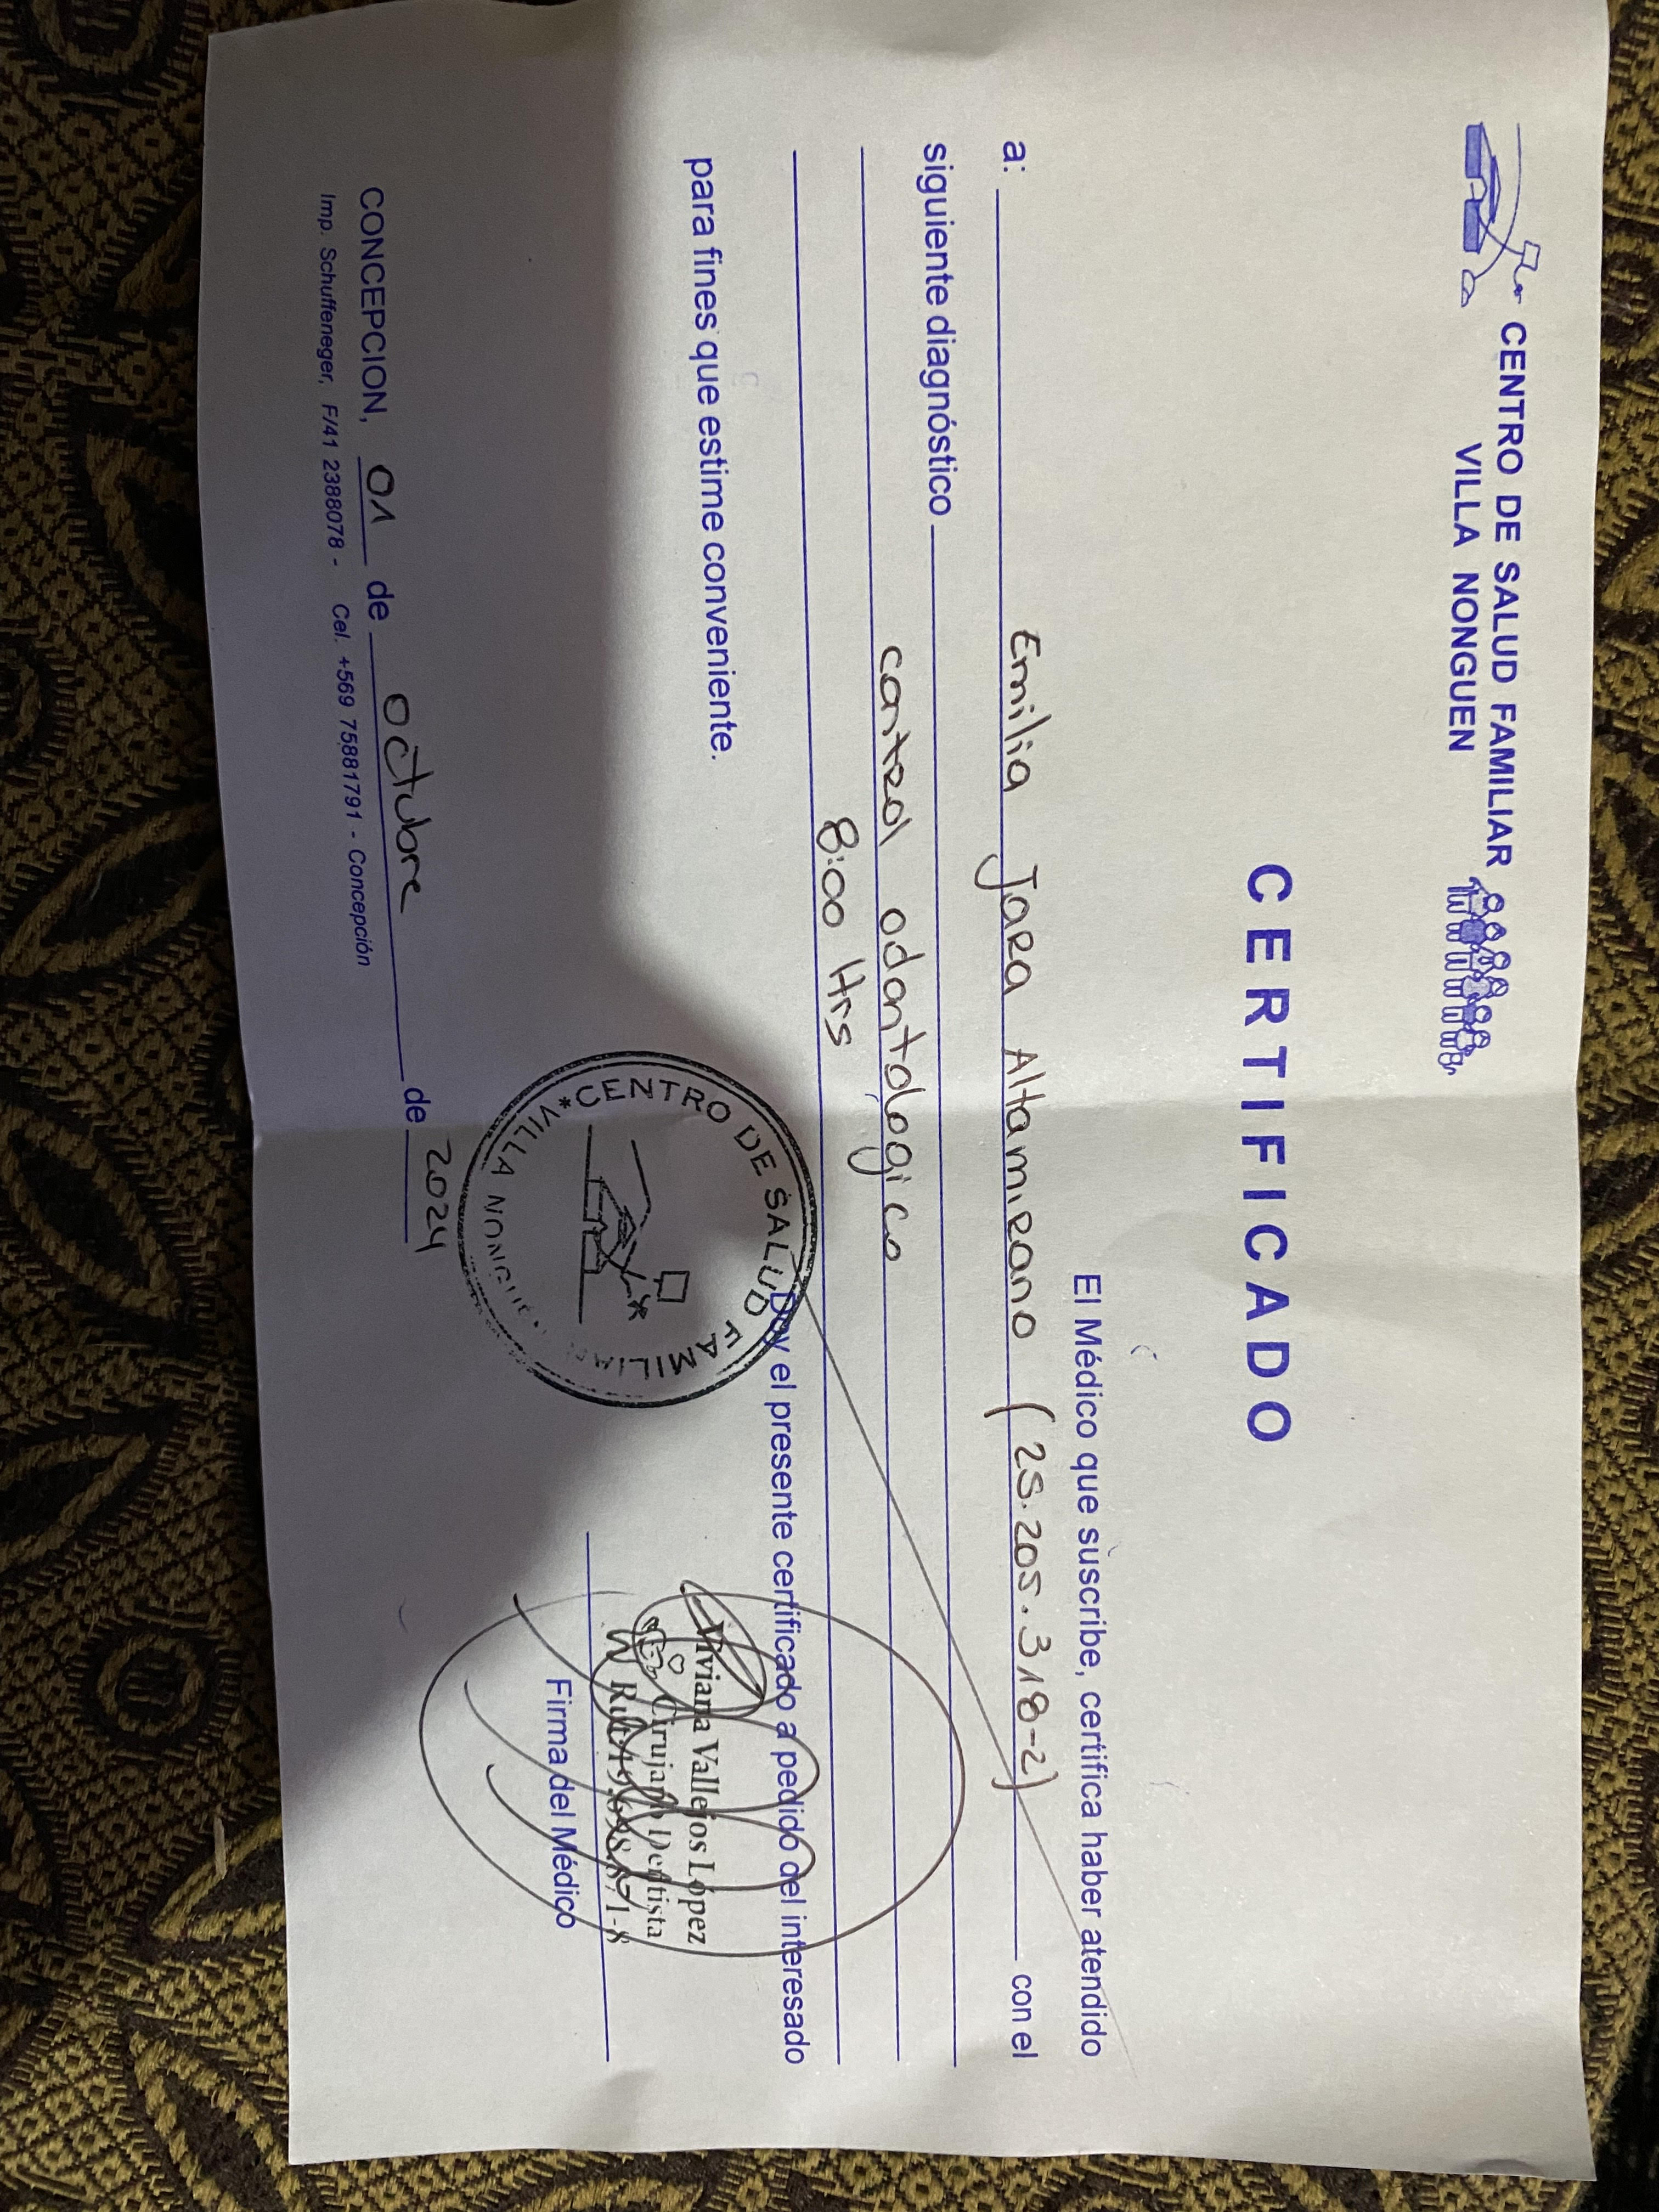 CENTRO DE SALUD FAMILIAR
VILLA NONGUEN
CERTIFICADO
El Médico que suscribe, certifica haber atendido
a: Emilia Jara Altamirano (25.205.318-2) con el
siguiente diagnóstico
control odontologico
8:00 Hrs
Doy el presente certificado a pedido del interesado
para fines que estime conveniente.
* CENTRO DE SALUD FAMILIAR
VILLA NONGUEN
Viviana Vallejos López
Cirujano Dentista
Firma del Médico
CONCEPCION, 01 de octubre de 2024
Imp. Schuffeneger, F/41 2388078 - Cel. +569 75881791 - Concepción